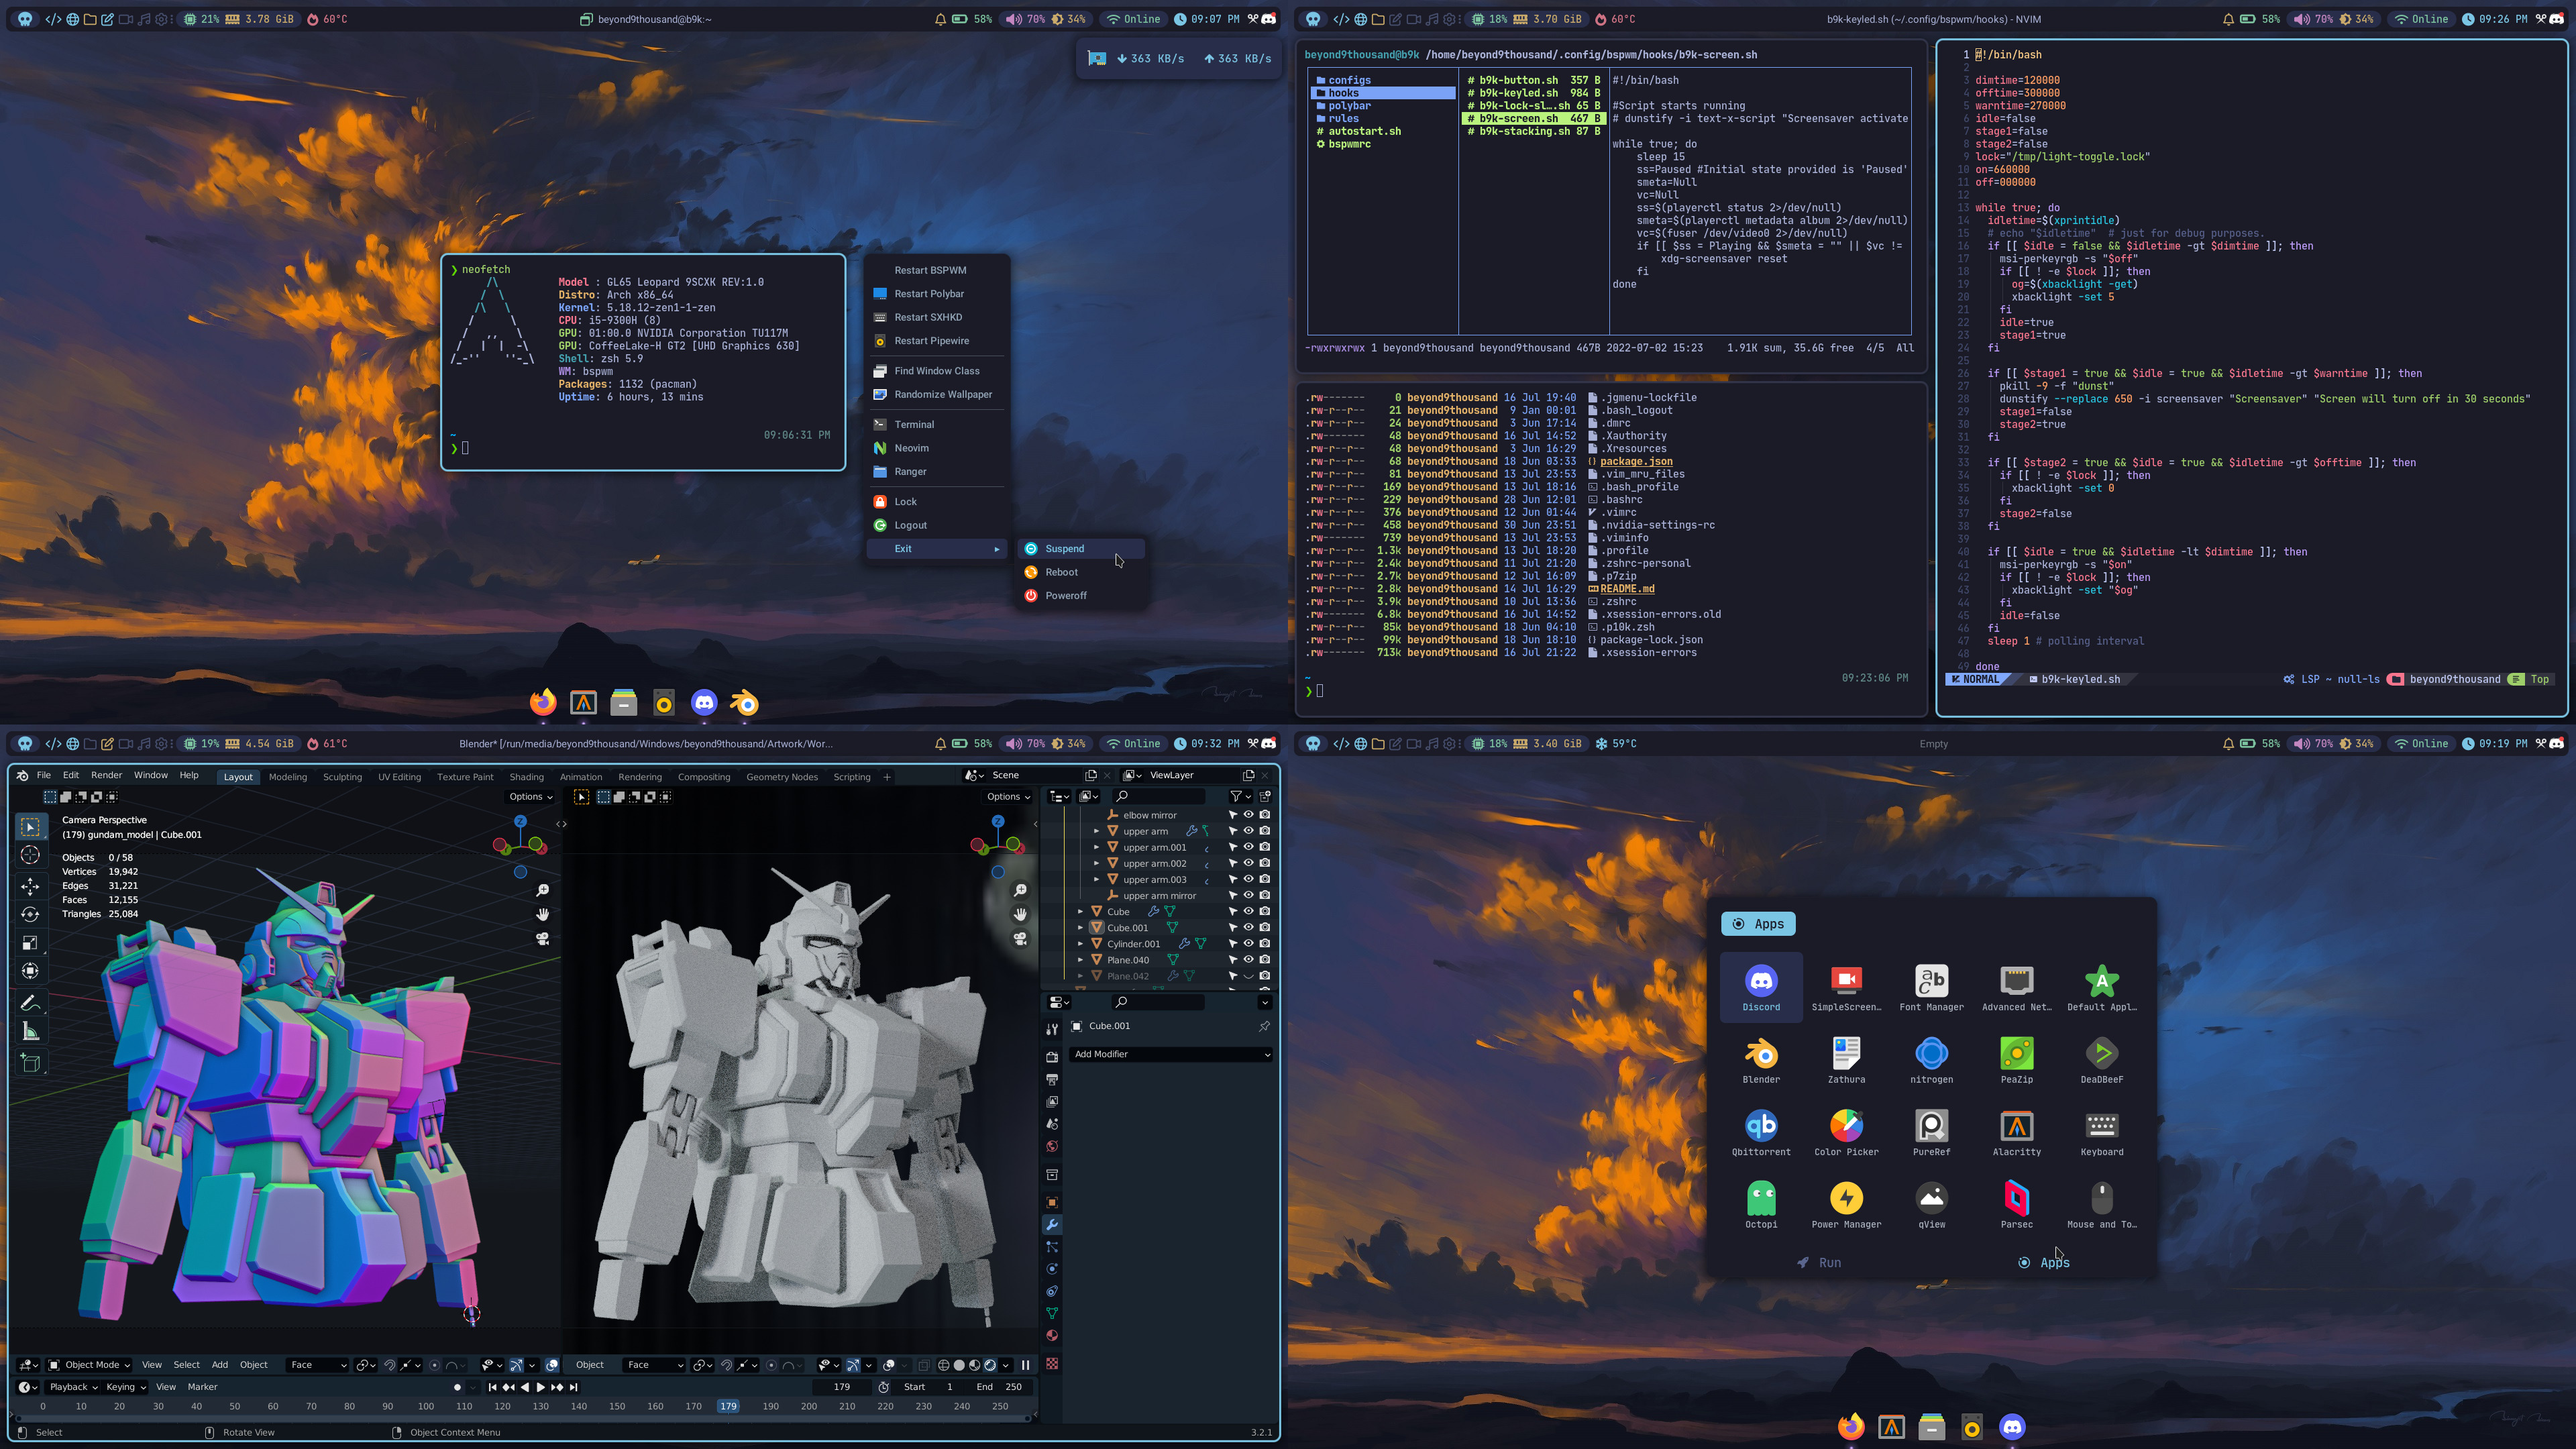 21% 3.78 GiB 60°C
beyond9thousand@b9k:~
58% 70% 34% Online 09:07 PM
363 KB/s 363 KB/s
❯ neofetch
Model : GL65 Leopard 9SCXK REV:1.0
Distro: Arch x86_64
Kernel: 5.18.12-zen1-1-zen
CPU: i5-9300H (8)
GPU: 01:00.0 NVIDIA Corporation TU117M
GPU: CoffeeLake-H GT2 [UHD Graphics 630]
Shell: zsh 5.9
WM: bspwm
Packages: 1132 (pacman)
Uptime: 6 hours, 13 mins
~ 09:06:31 PM
❯
Restart BSPWM
Restart Polybar
Restart SXHKD
Restart Pipewire
Find Window Class
Randomize Wallpaper
Terminal
Neovim
Ranger
Lock
Logout
Exit
Suspend
Reboot
Poweroff
18% 3.70 GiB 60°C
b9k-keyled.sh (~/.config/bspwm/hooks) - NVIM
58% 70% 34% Online 09:26 PM
beyond9thousand@b9k /home/beyond9thousand/.config/bspwm/hooks/b9k-screen.sh
configs
hooks
polybar
rules
# autostart.sh
bspwmrc
# b9k-button.sh 357 B
# b9k-keyled.sh 984 B
# b9k-lock-sl….sh 65 B
# b9k-screen.sh 467 B
# b9k-stacking.sh 87 B
#!/bin/bash
#Script starts running
# dunstify -i text-x-script "Screensaver activate
while true; do
sleep 15
ss=Paused #Initial state provided is 'Paused'
smeta=Null
vc=Null
ss=$(playerctl status 2>/dev/null)
smeta=$(playerctl metadata album 2>/dev/null)
vc=$(fuser /dev/video0 2>/dev/null)
if [[ $ss = Playing && $smeta = "" || $vc !=
xdg-screensaver reset
fi
done
-rwxrwxrwx 1 beyond9thousand beyond9thousand 467B 2022-07-02 15:23 1.91K sum, 35.6G free 4/5 All
.rw------- 0 beyond9thousand 16 Jul 19:40 .jgmenu-lockfile
.rw-r--r-- 21 beyond9thousand 9 Jan 00:01 .bash_logout
.rw-r--r-- 24 beyond9thousand 3 Jun 17:14 .dmrc
.rw------- 48 beyond9thousand 16 Jul 14:52 .Xauthority
.rw-r--r-- 48 beyond9thousand 3 Jun 16:29 .Xresources
.rw-r--r-- 68 beyond9thousand 18 Jun 03:33 package.json
.rw------- 81 beyond9thousand 13 Jul 23:53 .vim_mru_files
.rw-r--r-- 169 beyond9thousand 13 Jul 18:16 .bash_profile
.rw-r--r-- 229 beyond9thousand 28 Jun 12:01 .bashrc
.rw-r--r-- 376 beyond9thousand 12 Jun 01:44 .vimrc
.rw-r--r-- 458 beyond9thousand 30 Jun 23:51 .nvidia-settings-rc
.rw------- 739 beyond9thousand 13 Jul 23:53 .viminfo
.rw-r--r-- 1.3k beyond9thousand 13 Jul 18:20 .profile
.rw-r--r-- 2.4k beyond9thousand 11 Jul 21:20 .zshrc-personal
.rw-r--r-- 2.7k beyond9thousand 12 Jul 16:09 .p7zip
.rw-r--r-- 2.8k beyond9thousand 14 Jul 16:29 README.md
.rw-r--r-- 3.9k beyond9thousand 10 Jul 13:36 .zshrc
.rw------- 6.8k beyond9thousand 16 Jul 14:52 .xsession-errors.old
.rw-r--r-- 85k beyond9thousand 18 Jun 04:10 .p10k.zsh
.rw-r--r-- 99k beyond9thousand 18 Jun 18:10 package-lock.json
.rw------- 713k beyond9thousand 16 Jul 21:22 .xsession-errors
~ 09:23:06 PM
❯
1 #!/bin/bash
2
3 dimtime=120000
4 offtime=300000
5 warntime=270000
6 idle=false
7 stage1=false
8 stage2=false
9 lock="/tmp/light-toggle.lock"
10 on=660000
11 off=000000
12
13 while true; do
14 idletime=$(xprintidle)
15 # echo "$idletime" # just for debug purposes.
16 if [[ $idle = false && $idletime -gt $dimtime ]]; then
17 msi-perkeyrgb -s "$off"
18 if [[ ! -e $lock ]]; then
19 og=$(xbacklight -get)
20 xbacklight -set 5
21 fi
22 idle=true
23 stage1=true
24 fi
25
26 if [[ $stage1 = true && $idle = true && $idletime -gt $warntime ]]; then
27 pkill -9 -f "dunst"
28 dunstify --replace 650 -i screensaver "Screensaver" "Screen will turn off in 30 seconds"
29 stage1=false
30 stage2=true
31 fi
32
33 if [[ $stage2 = true && $idle = true && $idletime -gt $offtime ]]; then
34 if [[ ! -e $lock ]]; then
35 xbacklight -set 0
36 fi
37 stage2=false
38 fi
39
40 if [[ $idle = true && $idletime -lt $dimtime ]]; then
41 msi-perkeyrgb -s "$on"
42 if [[ ! -e $lock ]]; then
43 xbacklight -set "$og"
44 fi
45 idle=false
46 fi
47 sleep 1 # polling interval
48
49 done
NORMAL b9k-keyled.sh LSP ~ null-ls beyond9thousand Top
19% 4.54 GiB 61°C
Blender* [/run/media/beyond9thousand/Windows/beyond9thousand/Artwork/Wor...
58% 70% 34% Online 09:32 PM
File Edit Render Window Help Layout Modeling Sculpting UV Editing Texture Paint Shading Animation Rendering Compositing Geometry Nodes Scripting + Scene ViewLayer
Options
Options
Camera Perspective
(179) gundam_model | Cube.001
Objects 0 / 58
Vertices 19,942
Edges 31,221
Faces 12,155
Triangles 25,084
Z
Z
elbow mirror
upper arm
upper arm.001
upper arm.002
upper arm.003
upper arm mirror
Cube
Cube.001
Cylinder.001
Plane.040
Plane.042
Cube.001
Add Modifier
Object Mode View Select Add Object Face
Object Face
Playback Keying View Marker 179 Start 1 End 250
0 10 20 30 40 50 60 70 80 90 100 110 120 130 140 150 160 170 179 190 200 210 220 230 240 250
Select Rotate View Object Context Menu 3.2.1
18% 3.40 GiB 59°C
Empty
58% 70% 34% Online 09:19 PM
Apps
Discord SimpleScreen… Font Manager Advanced Net… Default Appl…
Blender Zathura nitrogen PeaZip DeaDBeeF
Qbittorrent Color Picker PureRef Alacritty Keyboard
Octopi Power Manager qView Parsec Mouse and To…
Run Apps